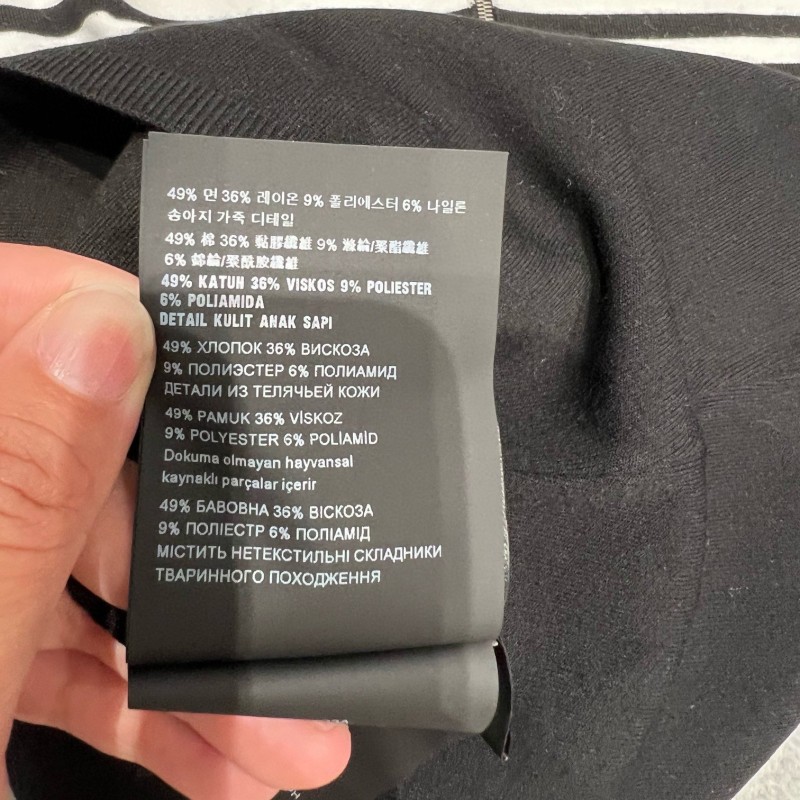 49% 면 36% 레이온 9% 폴리에스터 6% 나일론
송아지 가죽 디테일
49% 棉 36% 黏膠纖維 9% 滌綸/聚酯纖維
6% 錦綸/聚酰胺纖維
49% KATUN 36% VISKOS 9% POLIESTER
6% POLIAMIDA
DETAIL KULIT ANAK SAPI
49% ХЛОПОК 36% ВИСКОЗА
9% ПОЛИЭСТЕР 6% ПОЛИАМИД
ДЕТАЛИ ИЗ ТЕЛЯЧЬЕЙ КОЖИ
49% PAMUK 36% VİSKOZ
9% POLYESTER 6% POLİAMİD
Dokuma olmayan hayvansal
kaynaklı parçalar içerir
49% БАВОВНА 36% ВІСКОЗА
9% ПОЛІЕСТР 6% ПОЛІАМІД
МІСТИТЬ НЕТЕКСТИЛЬНІ СКЛАДНИКИ
ТВАРИННОГО ПОХОДЖЕННЯ